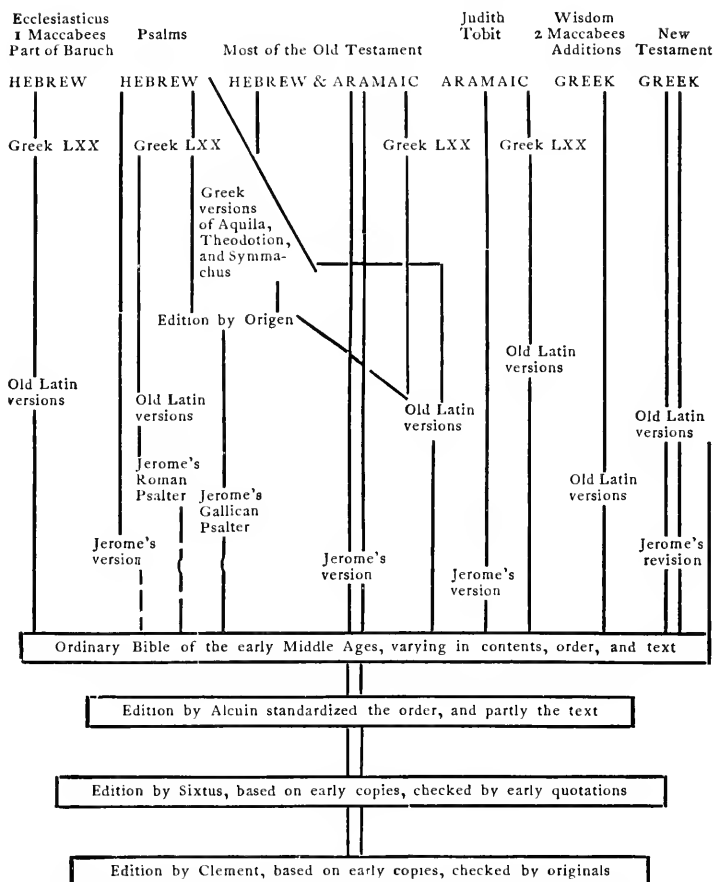 Ecclesiasticus
1 Maccabees
Part of Baruch
Psalms
Most of the Old Testament
Judith
Tobit
Wisdom
2 Maccabees
Additions
New
Testament
HEBREW HEBREW HEBREW & ARAMAIC ARAMAIC GREEK GREEK
Greek LXX Greek LXX Greek LXX Greek LXX
Greek
versions
of Aquila,
Theodotion,
and Symma-
chus
Edition by Origen
Old Latin
versions
Old Latin
versions
Old Latin
versions
Old Latin
versions
Old Latin
versions
Jerome's
Roman
Psalter
Jerome's
Gallican
Psalter
Old Latin
versions
Jerome's
version
Jerome's
version
Jerome's
version
Jerome's
revision
Ordinary Bible of the early Middle Ages, varying in contents, order, and text
Edition by Alcuin standardized the order, and partly the text
Edition by Sixtus, based on early copies, checked by early quotations
Edition by Clement, based on early copies, checked by originals